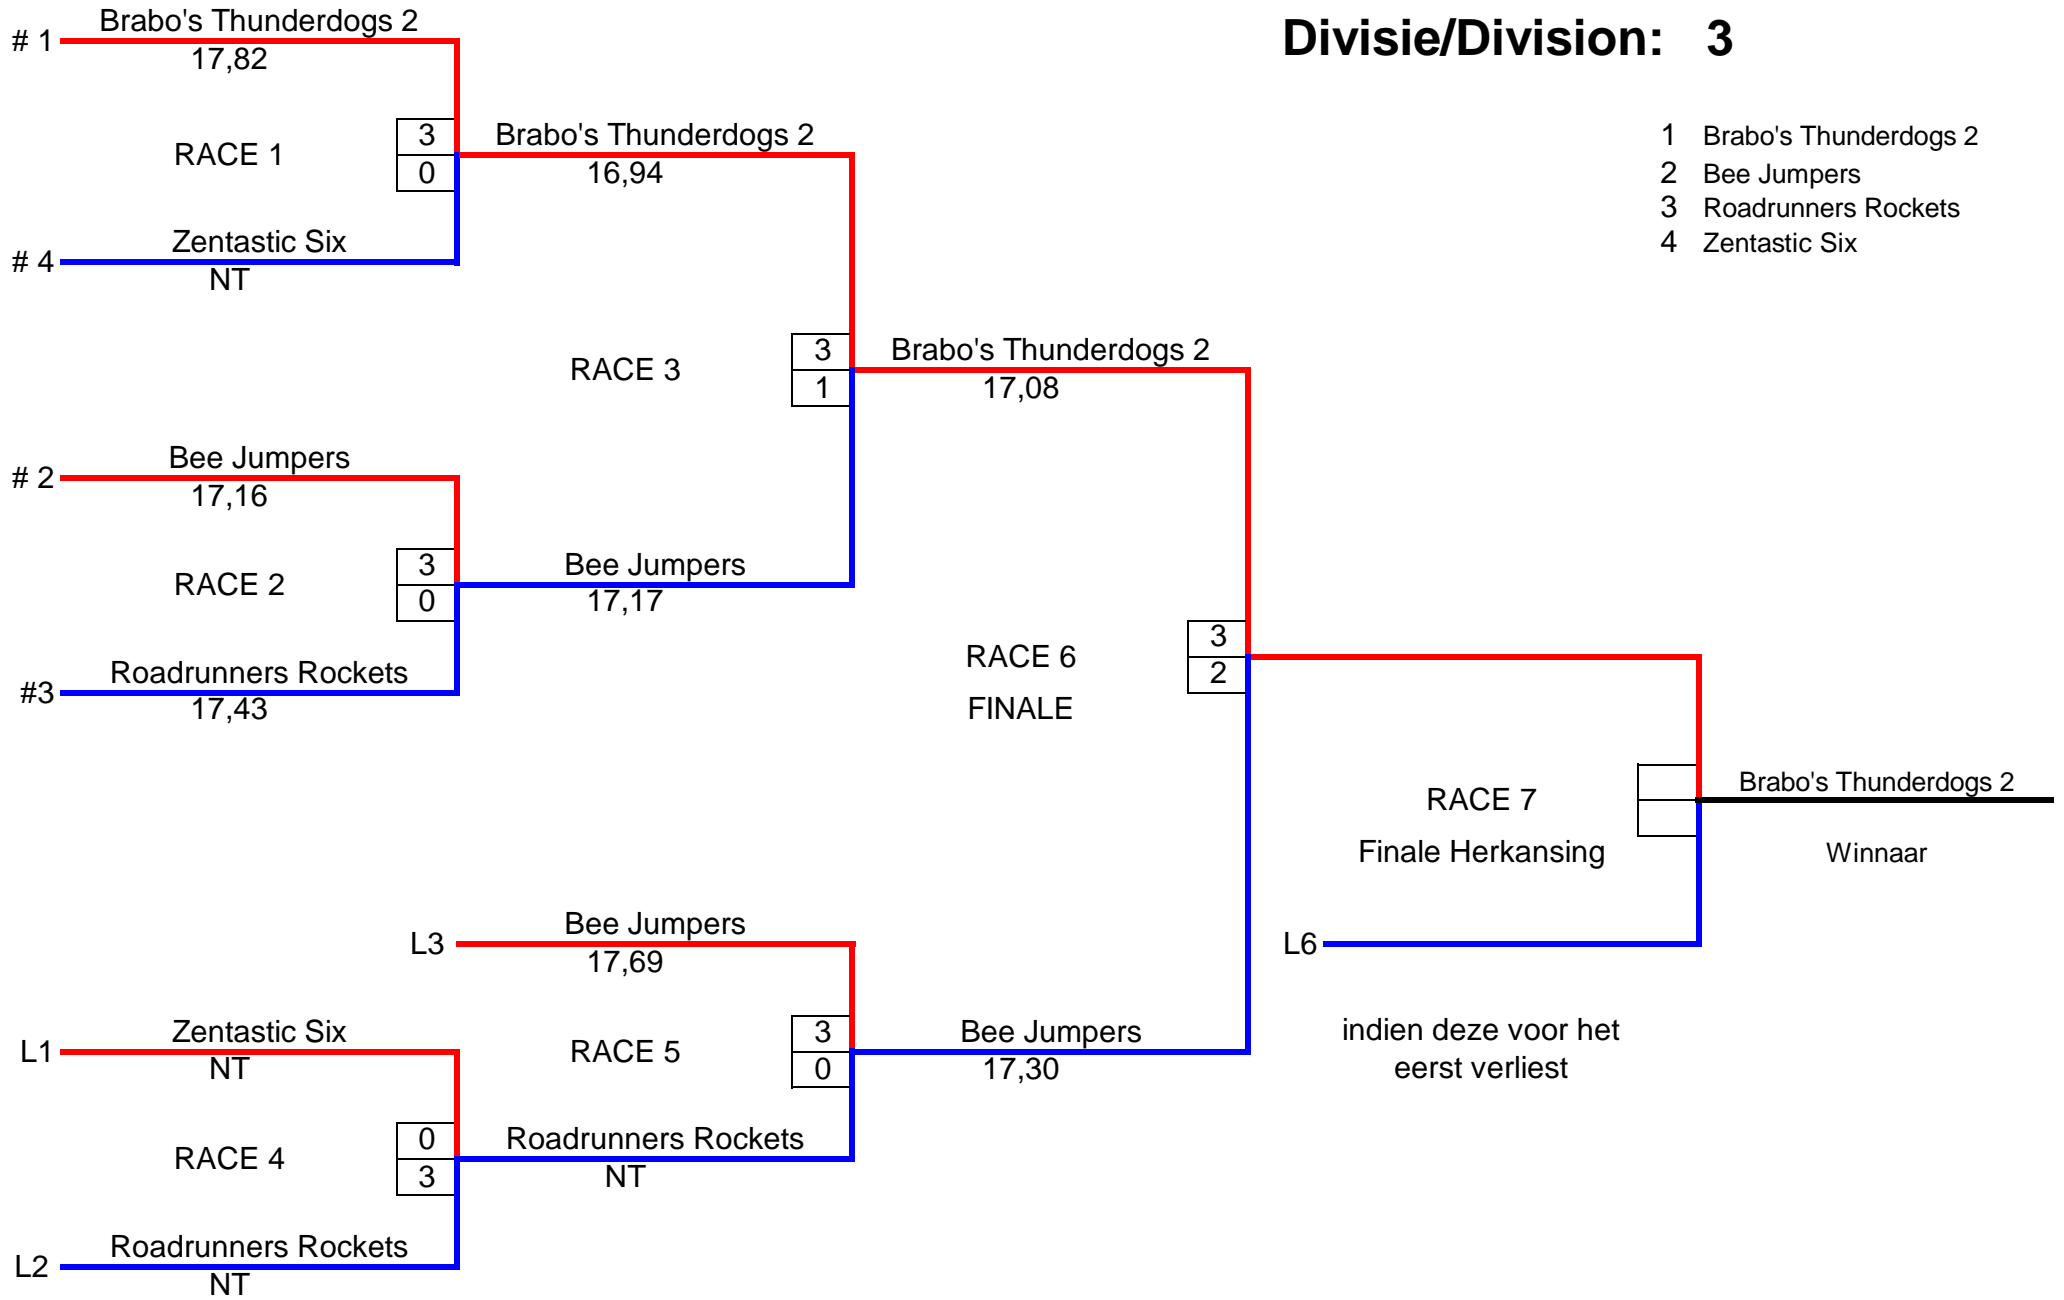 Divisie/Division: 3
1 Brabo's Thunderdogs 2
2 Bee Jumpers
3 Roadrunners Rockets
4 Zentastic Six
# 1
Brabo's Thunderdogs 2
17,82
RACE 1
3
0
# 4
Zentastic Six
NT
Brabo's Thunderdogs 2
16,94
RACE 3
3
1
Brabo's Thunderdogs 2
17,08
# 2
Bee Jumpers
17,16
RACE 2
3
0
Bee Jumpers
17,17
#3
Roadrunners Rockets
17,43
RACE 6
FINALE
3
2
RACE 7
Finale Herkansing
Brabo's Thunderdogs 2
Winnaar
L6
indien deze voor het
eerst verliest
L3
Bee Jumpers
17,69
RACE 5
3
0
Bee Jumpers
17,30
L1
Zentastic Six
NT
RACE 4
0
3
Roadrunners Rockets
NT
L2
Roadrunners Rockets
NT